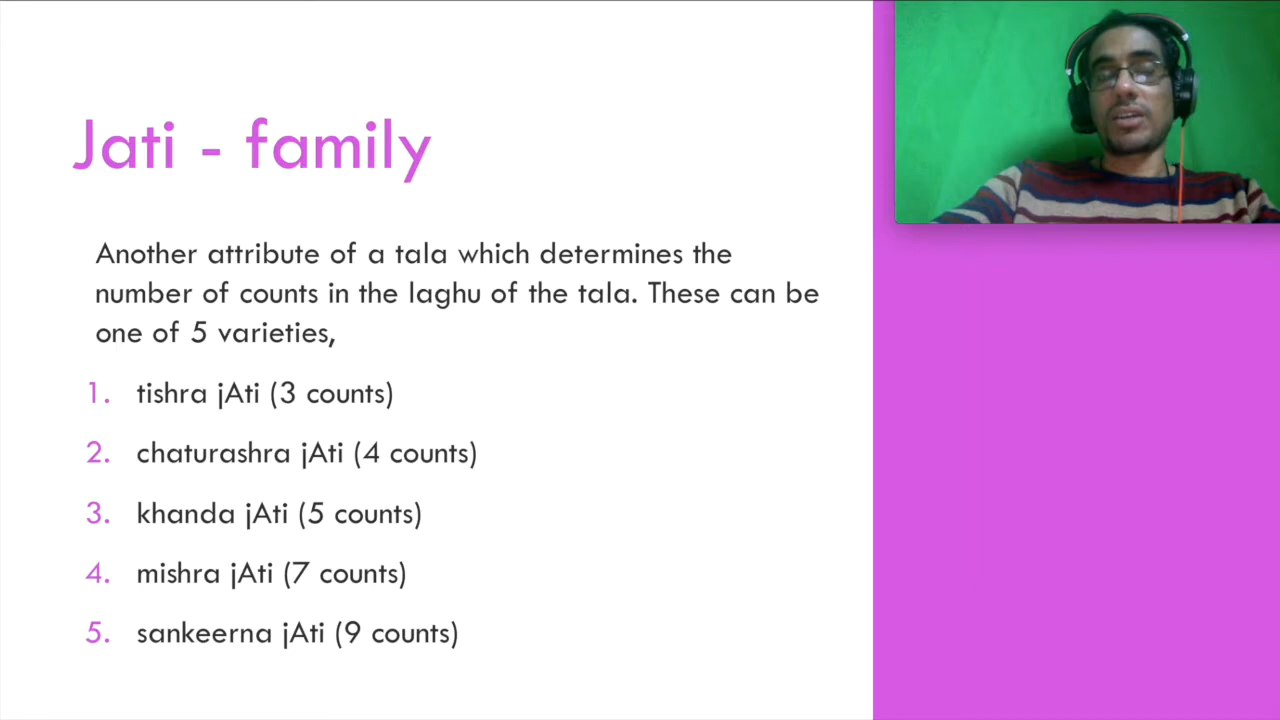 Jati - family
Another attribute of a tala which determines the
number of counts in the laghu of the tala. These can be
one of 5 varieties,
1. tishra jAti (3 counts)
2. chaturashra jAti (4 counts)
3. khanda jAti (5 counts)
4. mishra jAti (7 counts)
5. sankeerna jAti (9 counts)